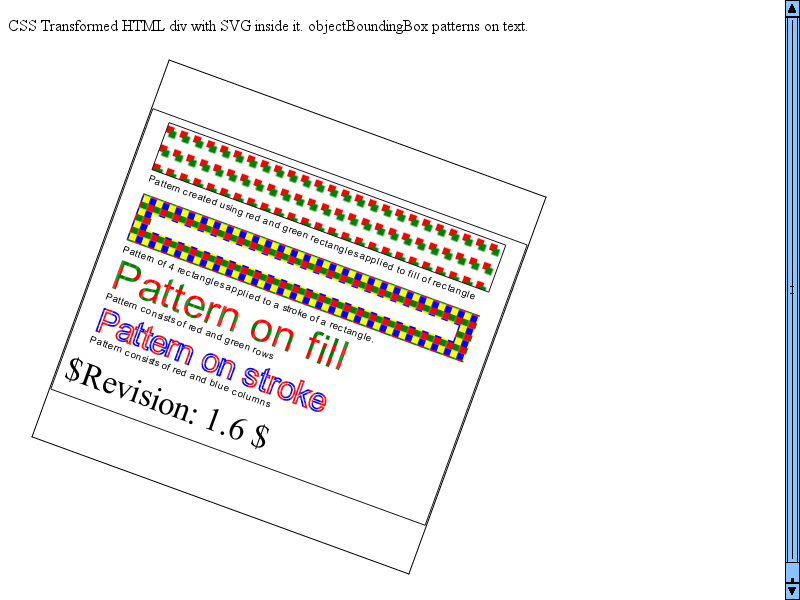 CSS Transformed HTML div with SVG inside it. objectBoundingBox patterns on text.
Pattern created using red and green rectangles applied to fill of rectangle
Pattern of 4 rectangles applied to a stroke of a rectangle.
Pattern on fill
Pattern consists of red and green rows
Pattern on stroke
Pattern consists of red and blue columns
$Revision: 1.6 $